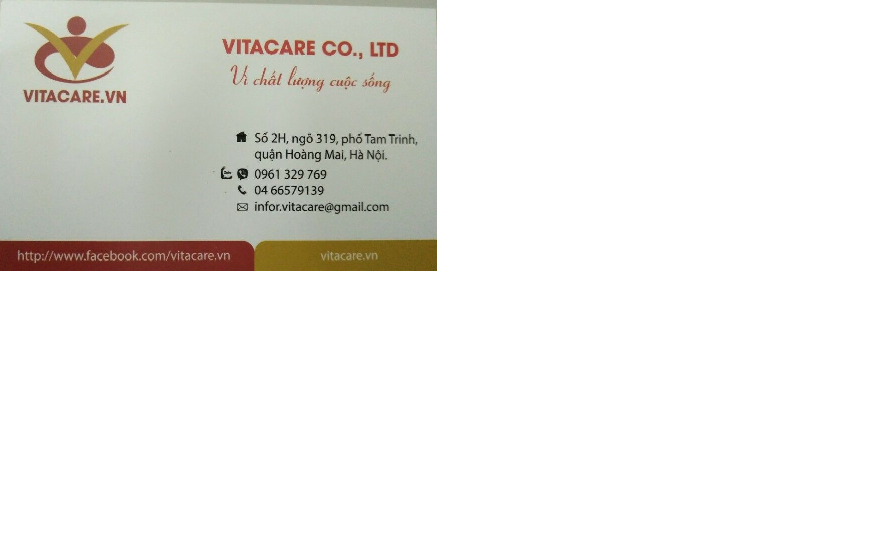 VITACARE.VN
VITACARE CO., LTD
Vì chất lượng cuộc sống
Số 2H, ngõ 319, phố Tam Trinh,
quận Hoàng Mai, Hà Nội.
0961 329 769
04 66579139
infor.vitacare@gmail.com
http://www.facebook.com/vitacare.vn
vitacare.vn